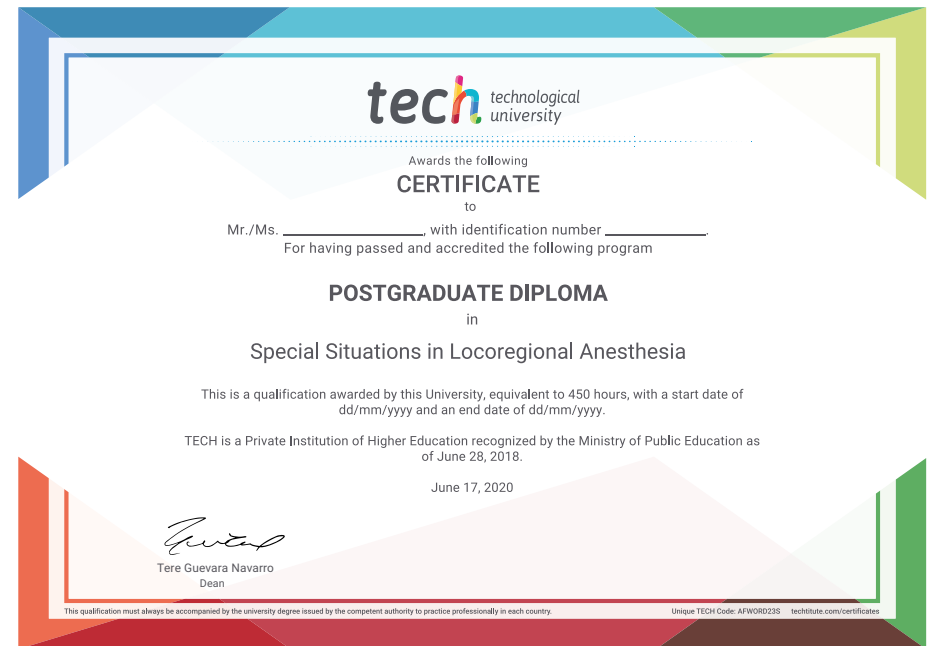 tech technological
university
Awards the following
CERTIFICATE
to
Mr./Ms. ____________________, with identification number ______________.
For having passed and accredited the following program
POSTGRADUATE DIPLOMA
in
Special Situations in Locoregional Anesthesia
This is a qualification awarded by this University, equivalent to 450 hours, with a start date of
dd/mm/yyyy and an end date of dd/mm/yyyy.
TECH is a Private Institution of Higher Education recognized by the Ministry of Public Education as
of June 28, 2018.
June 17, 2020
Tere Guevara Navarro
Dean
This qualification must always be accompanied by the university degree issued by the competent authority to practice professionally in each country.
Unique TECH Code: AFWORD23S techtitute.com/certificates